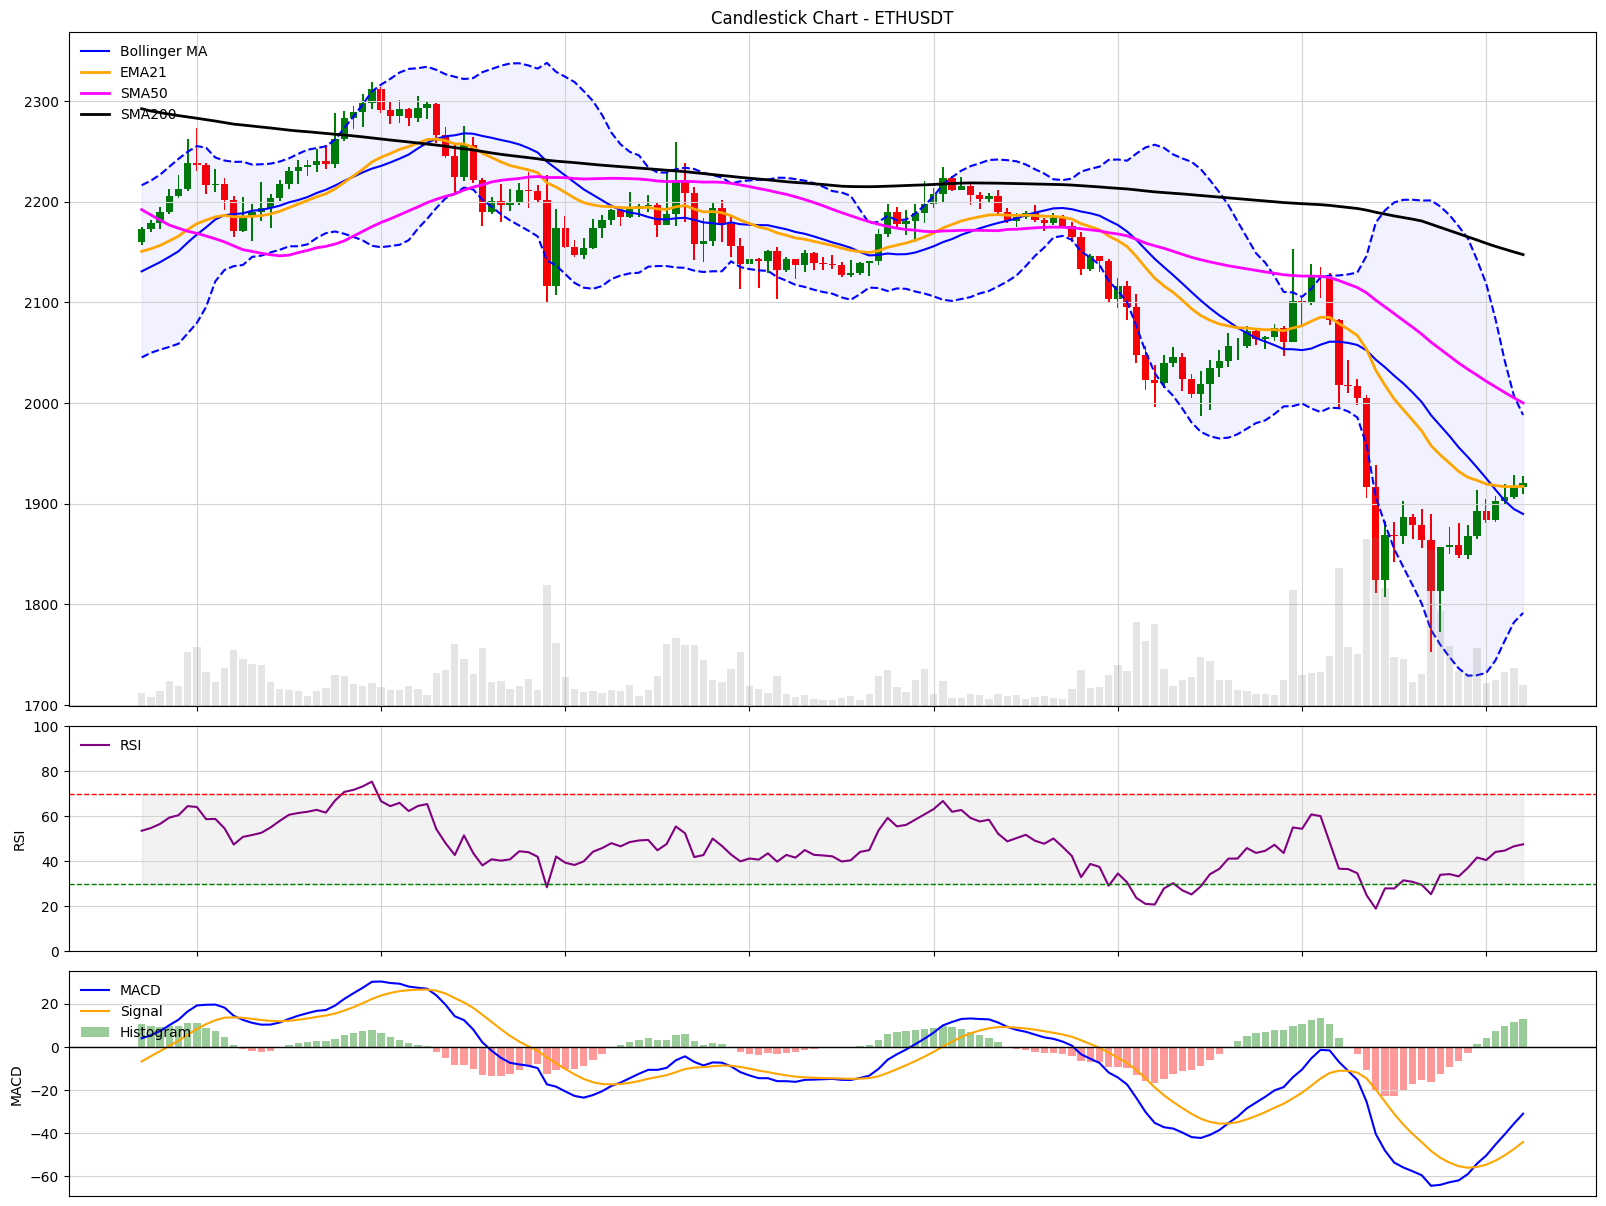 Candlestick Chart - ETHUSDT
Bollinger MA
EMA21
SMA50
SMA200
2300
2200
2100
2000
1900
1800
1700
RSI
100
80
60
40
20
0
RSI
MACD
Signal
Histogram
20
0
−20
−40
−60
MACD